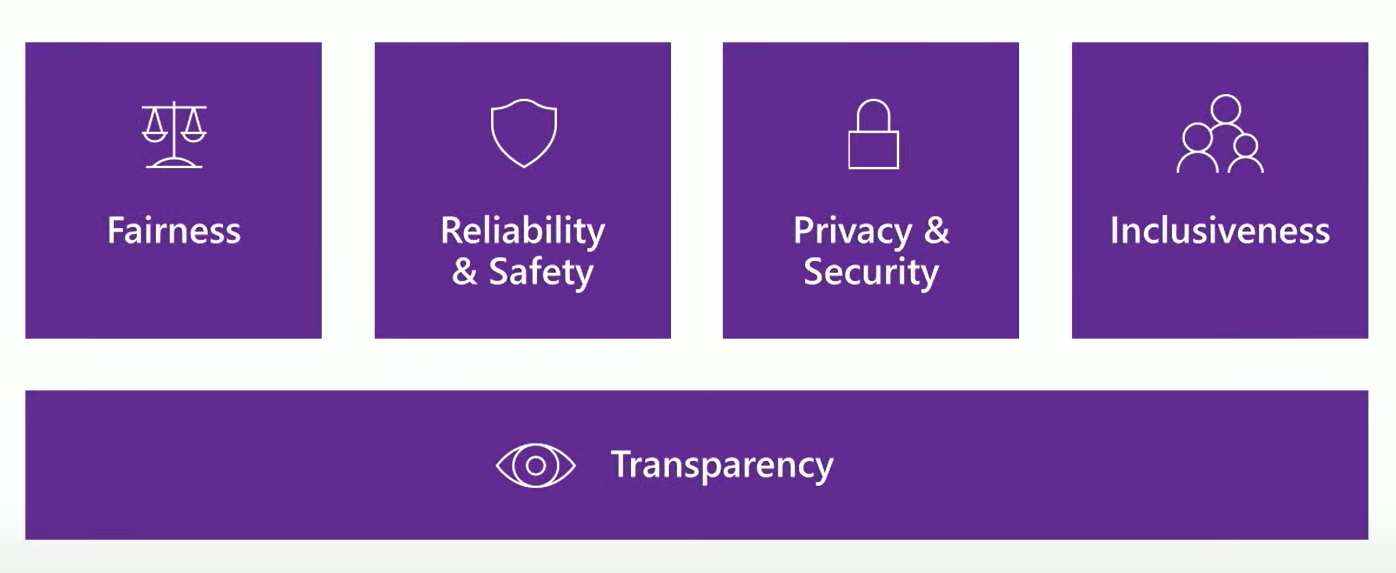 Fairness
Reliability
& Safety
Privacy &
Security
Inclusiveness
Transparency